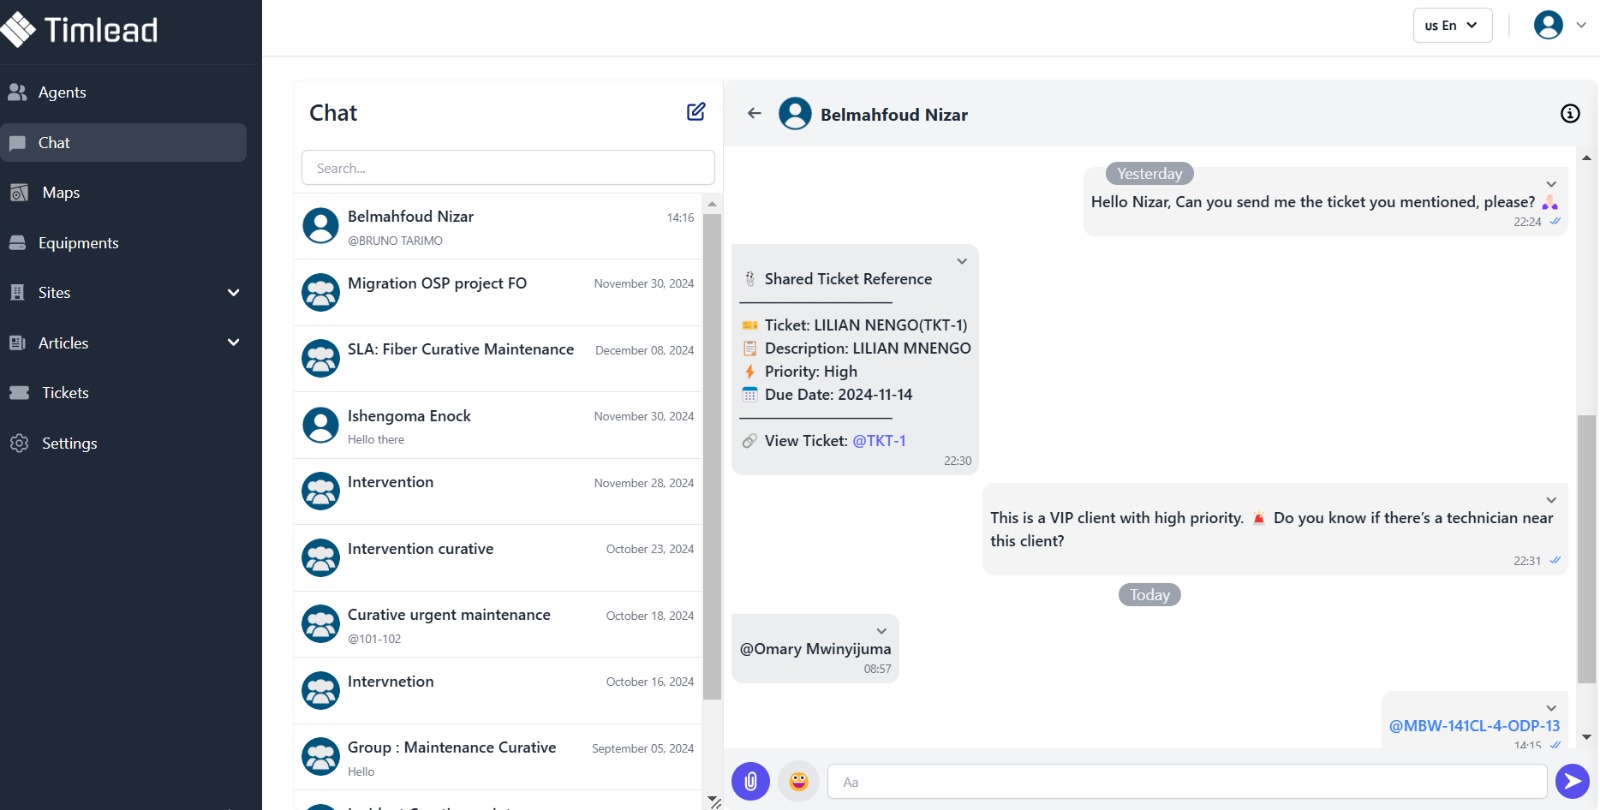 Timlead
Agents
Chat
Maps
Equipments
Sites
Articles
Tickets
Settings
us En
Chat
Search...
Belmahfoud Nizar 14:16
@BRUNO TARIMO
Migration OSP project FO November 30, 2024
SLA: Fiber Curative Maintenance December 08, 2024
Ishengoma Enock November 30, 2024
Hello there
Intervention November 28, 2024
Intervention curative October 23, 2024
Curative urgent maintenance October 18, 2024
@101-102
Intervnetion October 16, 2024
Group : Maintenance Curative September 05, 2024
Hello
Belmahfoud Nizar
Yesterday
Hello Nizar, Can you send me the ticket you mentioned, please?
22:24
Shared Ticket Reference
Ticket: LILIAN NENGO(TKT-1)
Description: LILIAN MNENGO
Priority: High
Due Date: 2024-11-14
View Ticket: @TKT-1
22:30
This is a VIP client with high priority. 🚨 Do you know if there's a technician near
this client?
22:31
Today
@Omary Mwinyijuma
08:57
@MBW-141CL-4-ODP-13
14:15
Aa